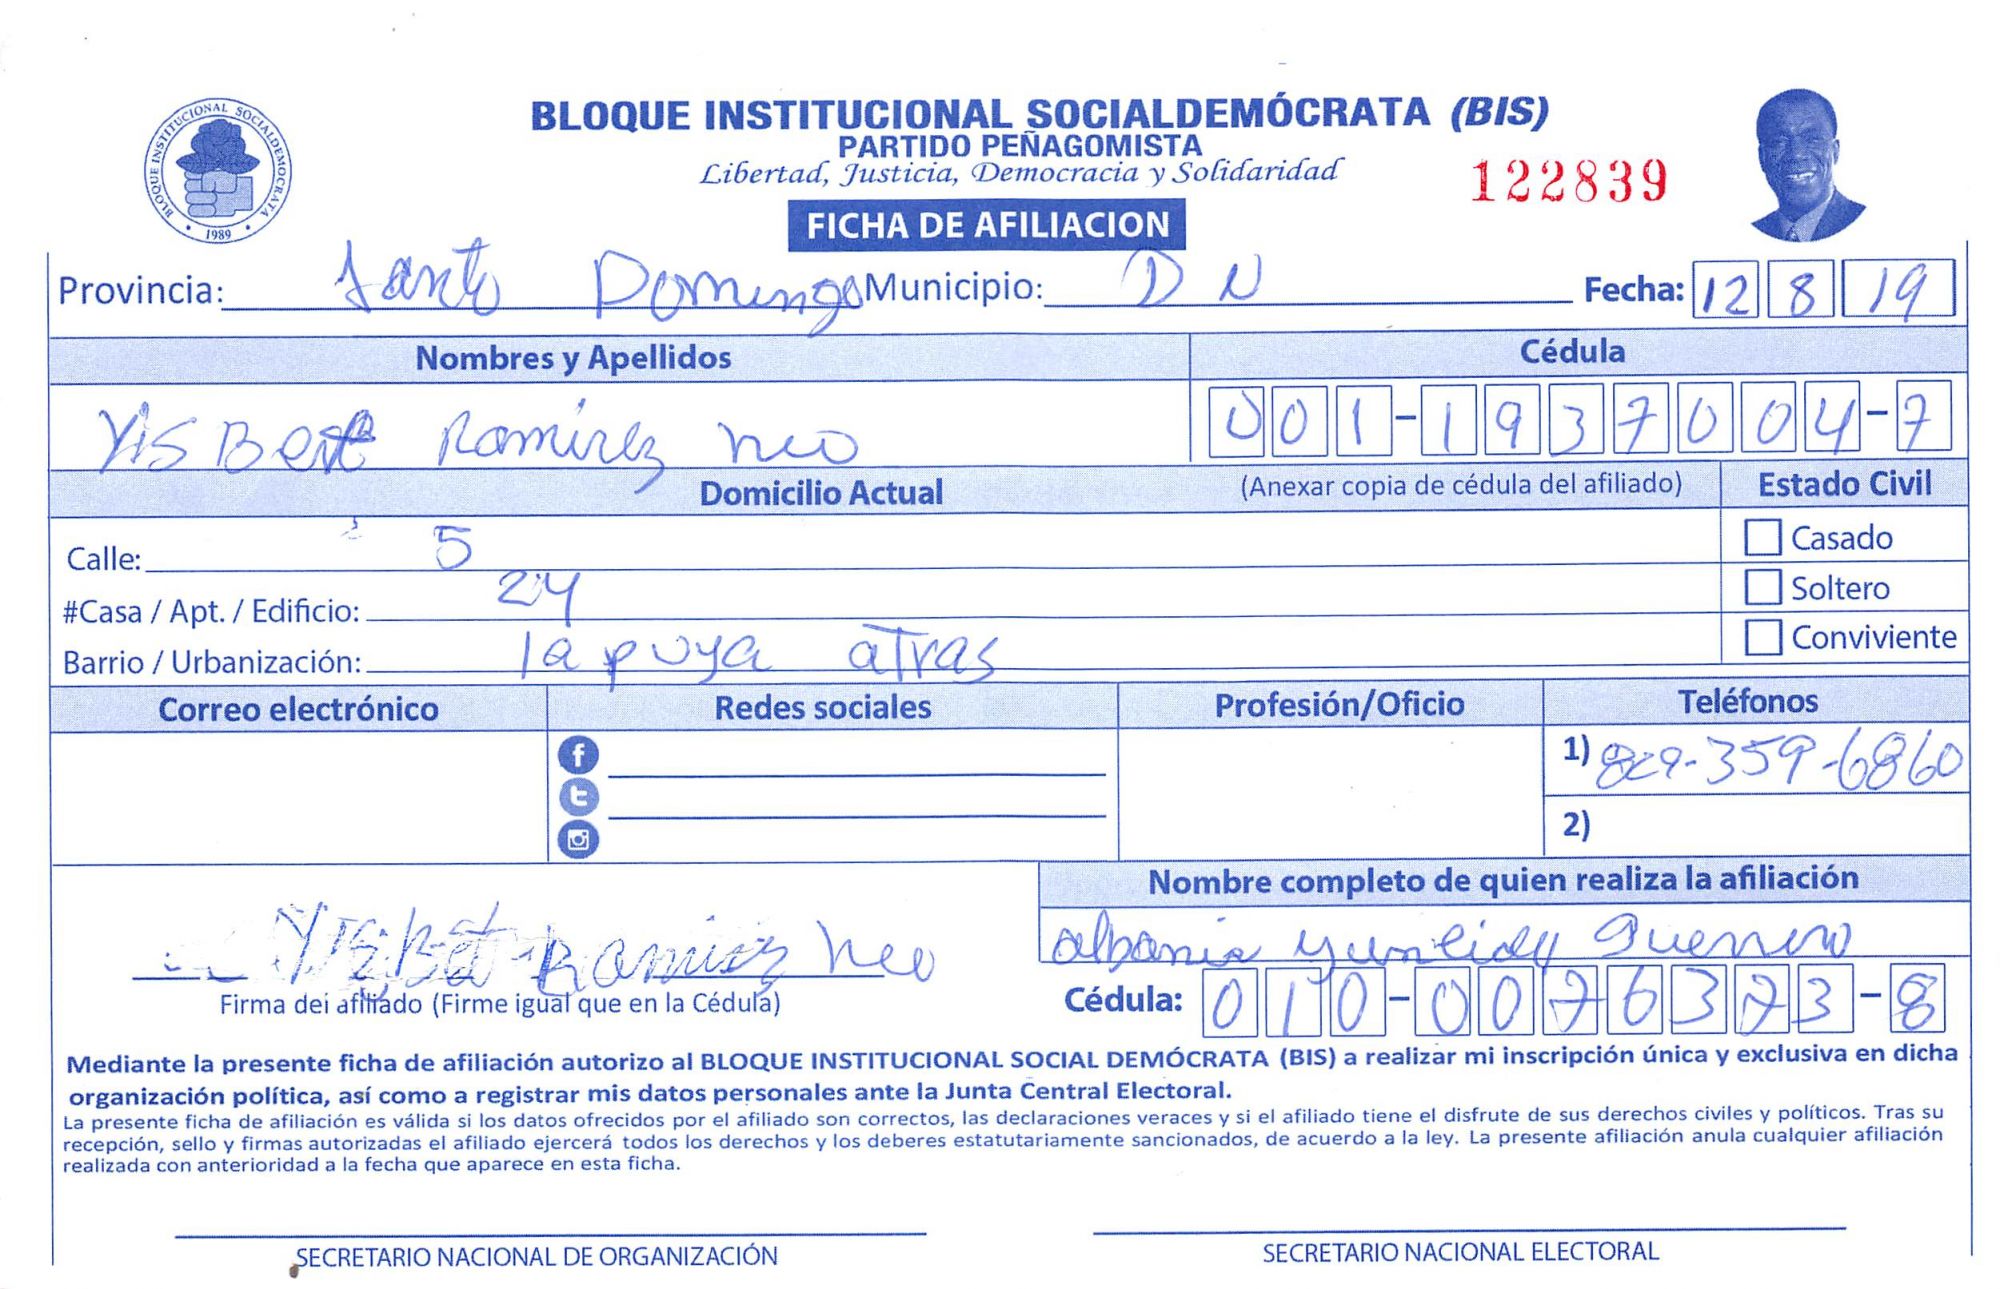 BLOQUE INSTITUCIONAL SOCIALDEMÓCRATA (BIS)
PARTIDO PEÑAGOMISTA
Libertad, Justicia, Democracia y Solidaridad
122839
BLOQUE INSTITUCIONAL SOCIALDEMOCRATA
1989
FICHA DE AFILIACION
Provincia: Santo Domingo Municipio: D N Fecha: 12 8 19
Nombres y Apellidos Cédula
Ramirez neo 001-1937004-7
Domicilio Actual (Anexar copia de cédula del afiliado) Estado Civil
Calle: 5 Casado
#Casa / Apt. / Edificio: 24 Soltero
Barrio / Urbanización: la puya atras Conviviente
Correo electrónico Redes sociales Profesión/Oficio Teléfonos
1) 829-359-6860
2)
Nombre completo de quien realiza la afiliación
albania Guerrero
Ramirez neo
Firma del afiliado (Firme igual que en la Cédula) Cédula: 010-0076373-8
Mediante la presente ficha de afiliación autorizo al BLOQUE INSTITUCIONAL SOCIAL DEMÓCRATA (BIS) a realizar mi inscripción única y exclusiva en dicha
organización política, así como a registrar mis datos personales ante la Junta Central Electoral.
La presente ficha de afiliación es válida si los datos ofrecidos por el afiliado son correctos, las declaraciones veraces y si el afiliado tiene el disfrute de sus derechos civiles y políticos. Tras su
recepción, sello y firmas autorizadas el afiliado ejercerá todos los derechos y los deberes estatutariamente sancionados, de acuerdo a la ley. La presente afiliación anula cualquier afiliación
realizada con anterioridad a la fecha que aparece en esta ficha.
SECRETARIO NACIONAL DE ORGANIZACIÓN SECRETARIO NACIONAL ELECTORAL